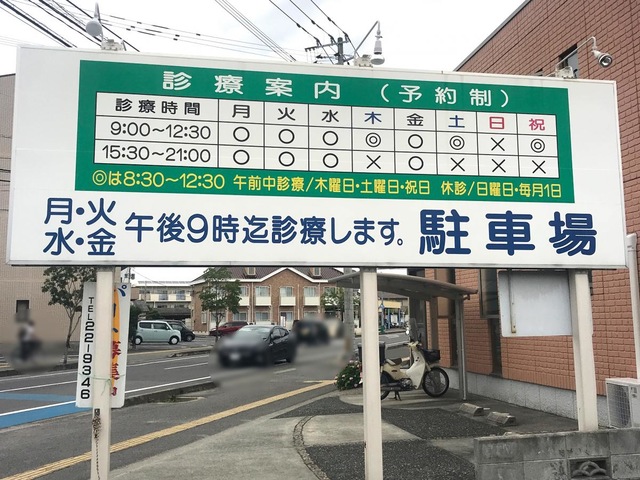 診療案内（予約制）
診療時間 月 火 水 木 金 土 日 祝
9:00〜12:30 ○ ○ ○ ◎ ○ ◎ × ◎
15:30〜21:00 ○ ○ ○ × ○ × × ×
◎は8:30〜12:30 午前中診療/木曜日・土曜日・祝日 休診/日曜日・毎月1日
月・火
水・金
午後9時迄診療します。
駐車場
TEL22-9346